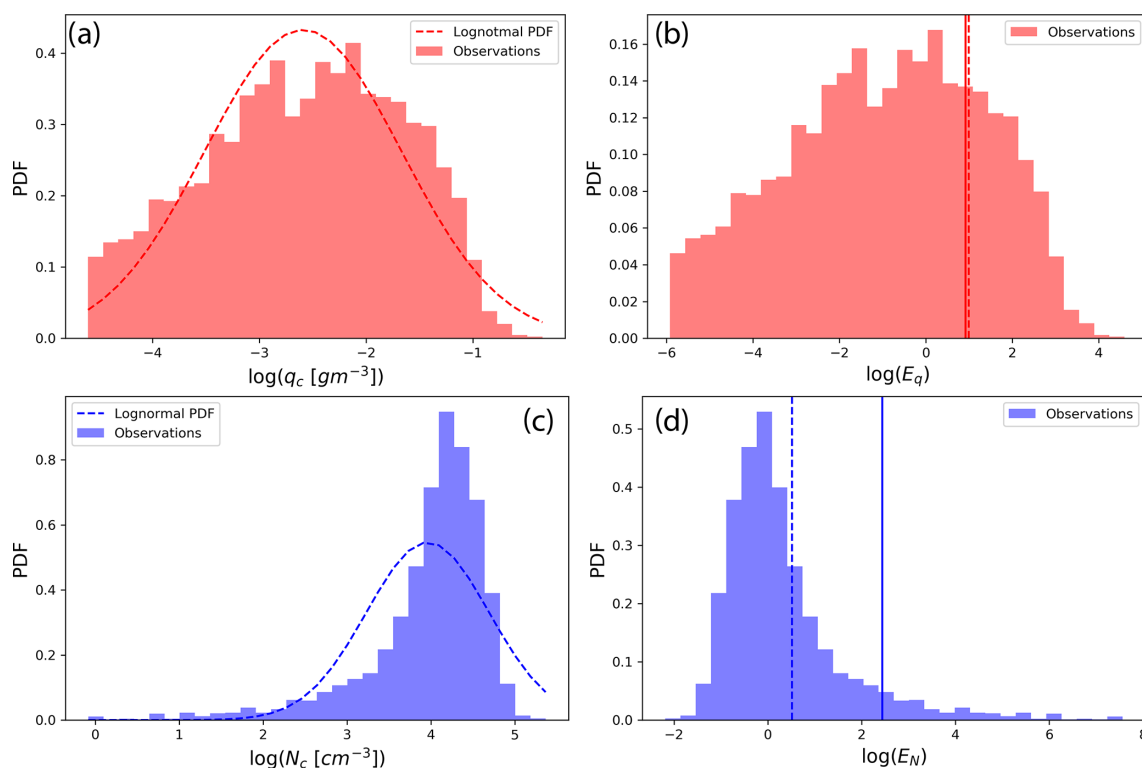 (a)
Lognotmal PDF
Observations
PDF
0.4
0.3
0.2
0.1
0.0
−4 −3 −2 −1
log(q_c [gm^{−3}])
(b)
Observations
PDF
0.16
0.14
0.12
0.10
0.08
0.06
0.04
0.02
0.00
−6 −4 −2 0 2 4
log(E_q)
Lognormal PDF
Observations
(c)
PDF
0.8
0.6
0.4
0.2
0.0
0 1 2 3 4 5
log(N_c [cm^{−3}])
(d)
Observations
PDF
0.5
0.4
0.3
0.2
0.1
0.0
−2 0 2 4 6 8
log(E_N)